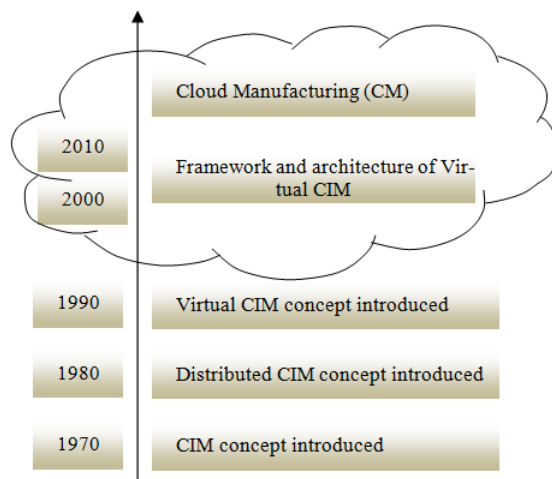 Cloud Manufacturing (CM)
2010
Framework and architecture of Vir-
tual CIM
2000
1990
Virtual CIM concept introduced
1980
Distributed CIM concept introduced
1970
CIM concept introduced